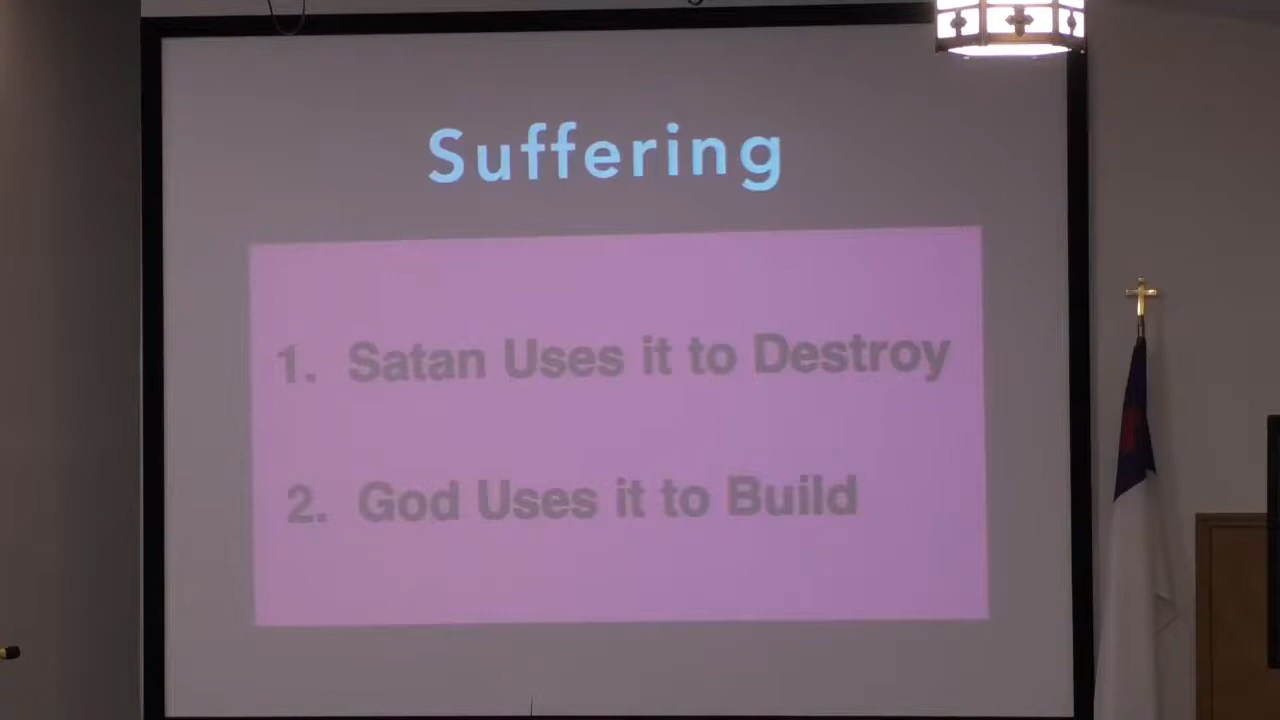 Suffering
1. Satan Uses it to Destroy
2. God Uses it to Build